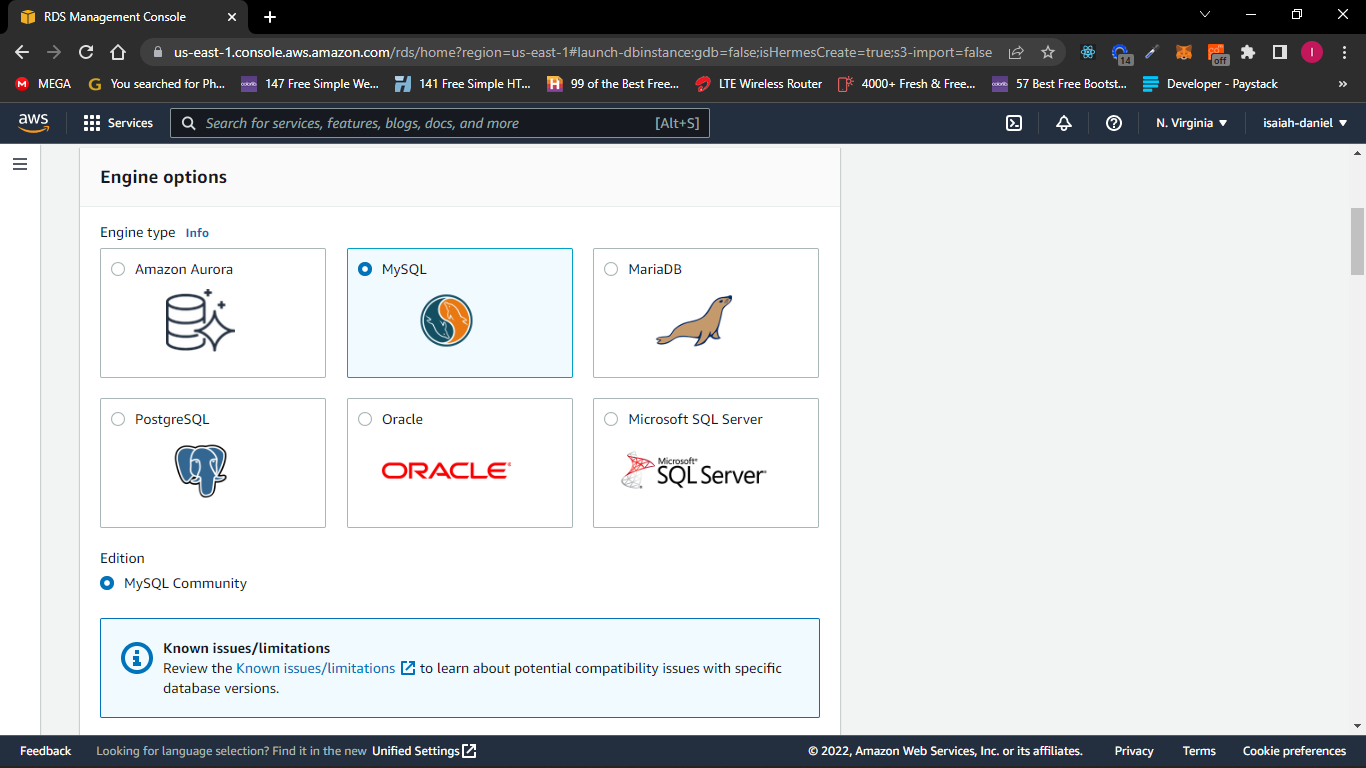 RDS Management Console
us-east-1.console.aws.amazon.com/rds/home?region=us-east-1#launch-dbinstance:gdb=false;isHermesCreate=true;s3-import=false
14
off
I
MEGA
You searched for Ph...
147 Free Simple We...
141 Free Simple HT...
99 of the Best Free...
LTE Wireless Router
4000+ Fresh & Free...
57 Best Free Bootst...
Developer - Paystack
»
aws
Services
Search for services, features, blogs, docs, and more
[Alt+S]
N. Virginia
isaiah-daniel
Engine options
Engine type Info
Amazon Aurora
MySQL
MariaDB
PostgreSQL
Oracle
ORACLE
Microsoft SQL Server
Microsoft®
SQL Server
Edition
MySQL Community
Known issues/limitations
Review the Known issues/limitations to learn about potential compatibility issues with specific
database versions.
Feedback
Looking for language selection? Find it in the new Unified Settings
© 2022, Amazon Web Services, Inc. or its affiliates.
Privacy
Terms
Cookie preferences